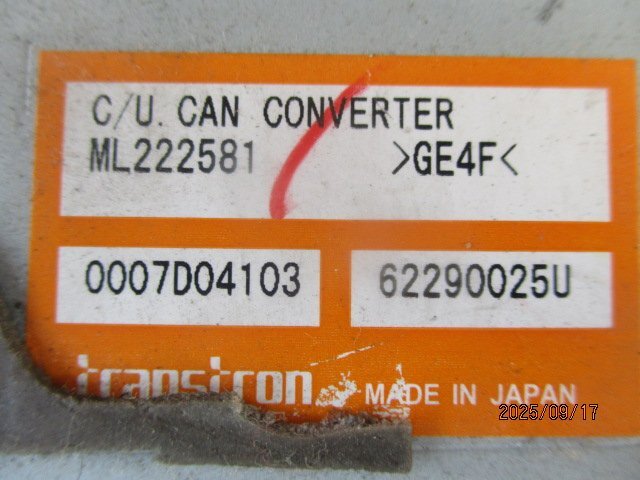 C/U. CAN CONVERTER
ML222581 >GE4F<
0007D04103 62290025U
transtron MADE IN JAPAN
2025/09/17